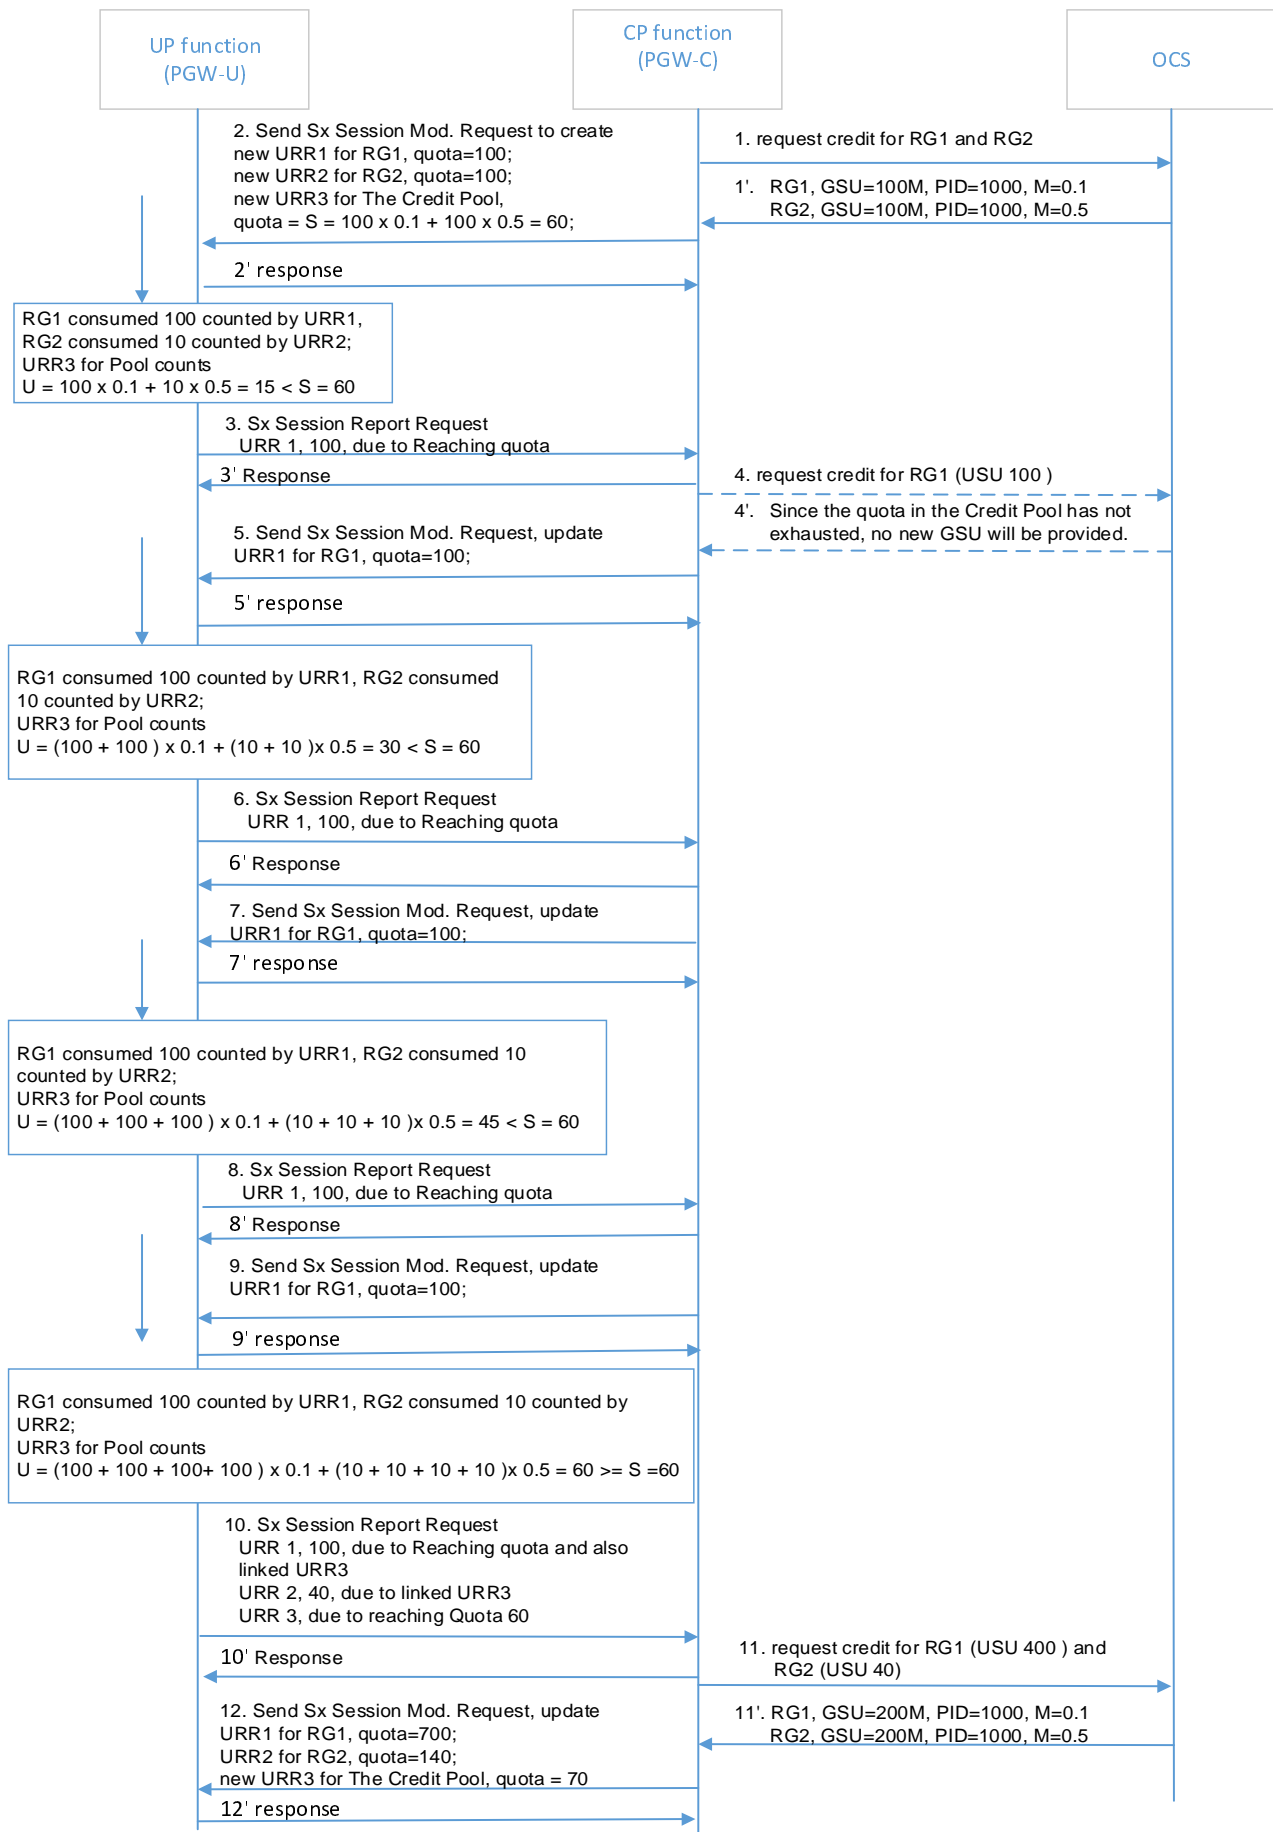 UP function
(PGW-U)
CP function
(PGW-C)
OCS
2. Send Sx Session Mod. Request to create
new URR1 for RG1, quota=100;
new URR2 for RG2, quota=100;
new URR3 for The Credit Pool,
quota = S = 100 x 0.1 + 100 x 0.5 = 60;
1. request credit for RG1 and RG2
1'. RG1, GSU=100M, PID=1000, M=0.1
RG2, GSU=100M, PID=1000, M=0.5
2' response
RG1 consumed 100 counted by URR1,
RG2 consumed 10 counted by URR2;
URR3 for Pool counts
U = 100 x 0.1 + 10 x 0.5 = 15 < S = 60
3. Sx Session Report Request
URR 1, 100, due to Reaching quota
3' Response
4. request credit for RG1 (USU 100 )
4'. Since the quota in the Credit Pool has not
exhausted, no new GSU will be provided.
5. Send Sx Session Mod. Request, update
URR1 for RG1, quota=100;
5' response
RG1 consumed 100 counted by URR1, RG2 consumed
10 counted by URR2;
URR3 for Pool counts
U = (100 + 100 ) x 0.1 + (10 + 10 )x 0.5 = 30 < S = 60
6. Sx Session Report Request
URR 1, 100, due to Reaching quota
6' Response
7. Send Sx Session Mod. Request, update
URR1 for RG1, quota=100;
7' response
RG1 consumed 100 counted by URR1, RG2 consumed 10
counted by URR2;
URR3 for Pool counts
U = (100 + 100 + 100 ) x 0.1 + (10 + 10 + 10 )x 0.5 = 45 < S = 60
8. Sx Session Report Request
URR 1, 100, due to Reaching quota
8' Response
9. Send Sx Session Mod. Request, update
URR1 for RG1, quota=100;
9' response
RG1 consumed 100 counted by URR1, RG2 consumed 10 counted by
URR2;
URR3 for Pool counts
U = (100 + 100 + 100+ 100 ) x 0.1 + (10 + 10 + 10 + 10 )x 0.5 = 60 >= S =60
10. Sx Session Report Request
URR 1, 100, due to Reaching quota and also
linked URR3
URR 2, 40, due to linked URR3
URR 3, due to reaching Quota 60
10' Response
11. request credit for RG1 (USU 400 ) and
RG2 (USU 40)
12. Send Sx Session Mod. Request, update
URR1 for RG1, quota=700;
URR2 for RG2, quota=140;
new URR3 for The Credit Pool, quota = 70
11'. RG1, GSU=200M, PID=1000, M=0.1
RG2, GSU=200M, PID=1000, M=0.5
12' response